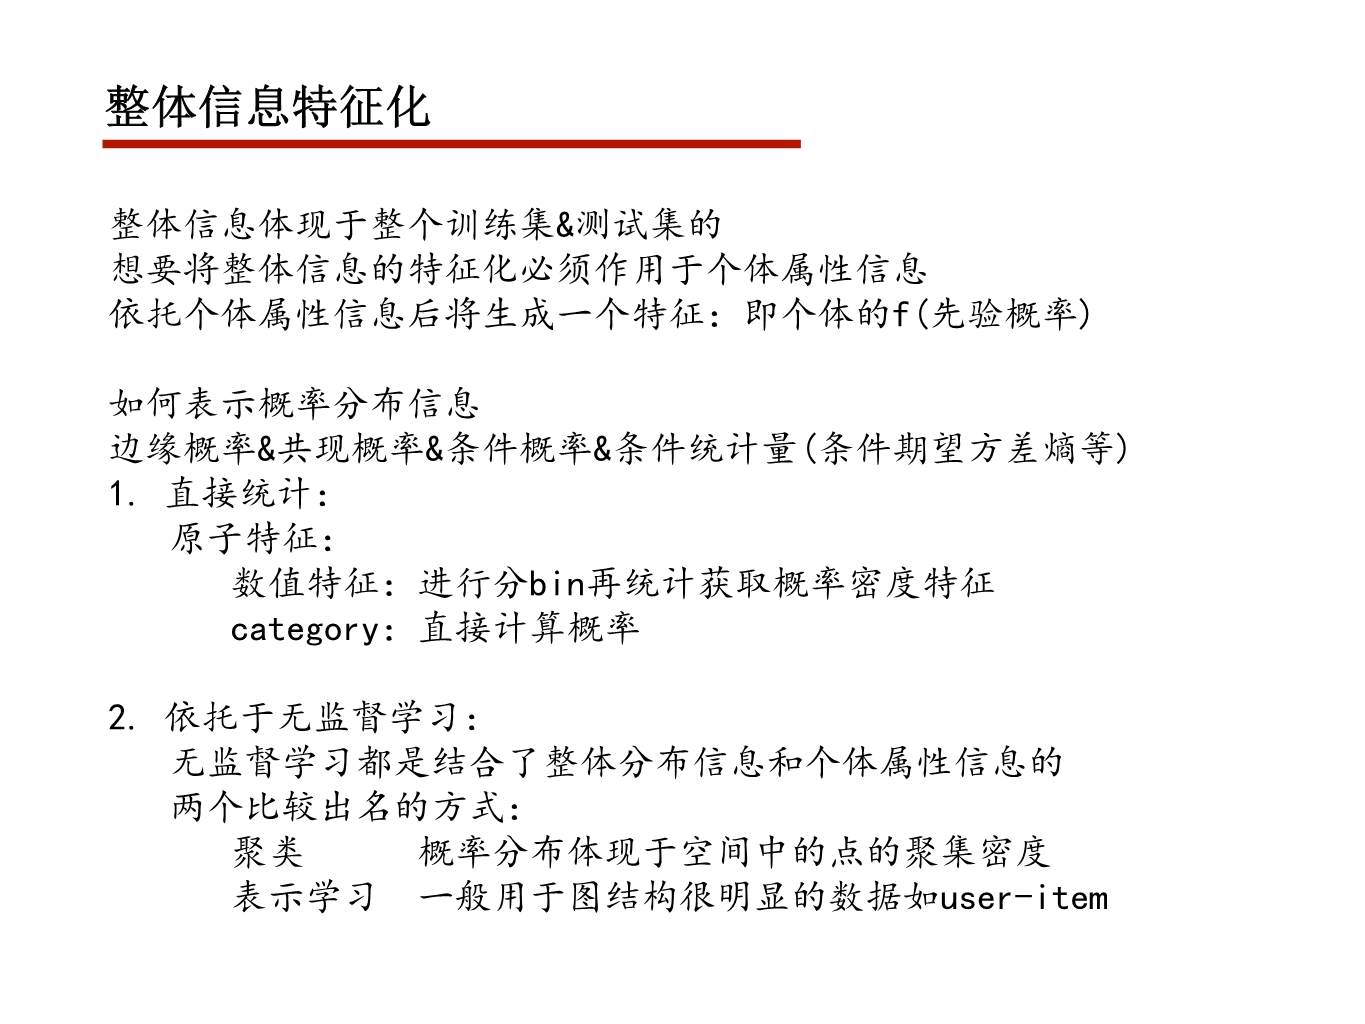 整体信息特征化
整体信息体现于整个训练集&测试集的
想要将整体信息的特征化必须作用于个体属性信息
依托个体属性信息后将生成一个特征：即个体的f(先验概率)
如何表示概率分布信息
边缘概率&共现概率&条件概率&条件统计量(条件期望方差熵等)
1. 直接统计：
原子特征：
数值特征：进行分bin再统计获取概率密度特征
category：直接计算概率
2. 依托于无监督学习：
无监督学习都是结合了整体分布信息和个体属性信息的
两个比较出名的方式：
聚类 概率分布体现于空间中的点的聚集密度
表示学习 一般用于图结构很明显的数据如user-item